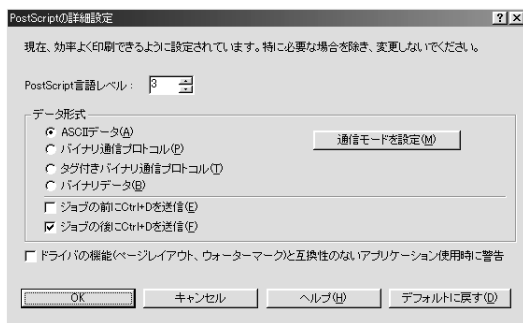 PostScriptの詳細設定
現在、効率よく印刷できるように設定されています。特に必要な場合を除き、変更しないでください。
PostScript言語レベル： 3
データ形式
ASCIIデータ(A)
通信モードを設定(M)
バイナリ通信プロトコル(P)
タグ付きバイナリ通信プロトコル(T)
バイナリデータ(B)
ジョブの前にCtrl+Dを送信(E)
ジョブの後にCtrl+Dを送信(F)
ドライバの機能(ページレイアウト、ウォーターマーク)と互換性のないアプリケーション使用時に警告
OK キャンセル ヘルプ(H) デフォルトに戻す(D)